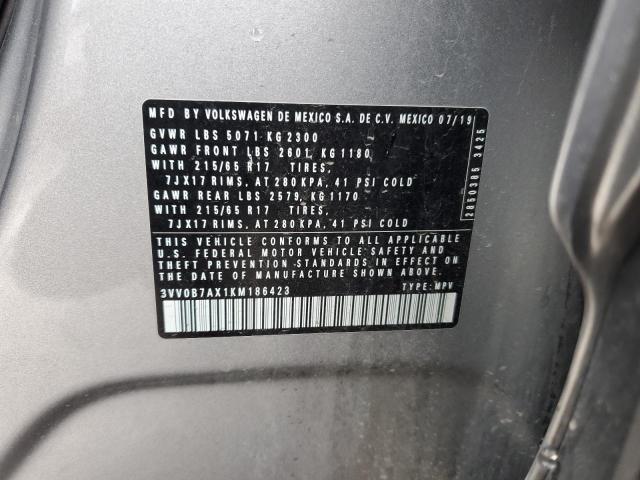 MFD BY VOLKSWAGEN DE MEXICO S.A. DE C.V. MEXICO 07/19
GVWR LBS 5071 KG 2300
GAWR FRONT LBS 2601, KG 1180
WITH 215/65 R17 TIRES,
7JX17 RIMS, AT 280 KPA, 41 PSI COLD
GAWR REAR LBS 2579, KG 1170
WITH 215/65 R17 TIRES,
7JX17 RIMS, AT 280 KPA, 41 PSI COLD
THIS VEHICLE CONFORMS TO ALL APPLICABLE
U.S. FEDERAL MOTOR VEHICLE SAFETY AND
THEFT PREVENTION STANDARDS IN EFFECT ON
THE DATE OF MANUFACTURE SHOWN ABOVE.
3VV0B7AX1KM186423 TYPE: MPV
2850385 3425